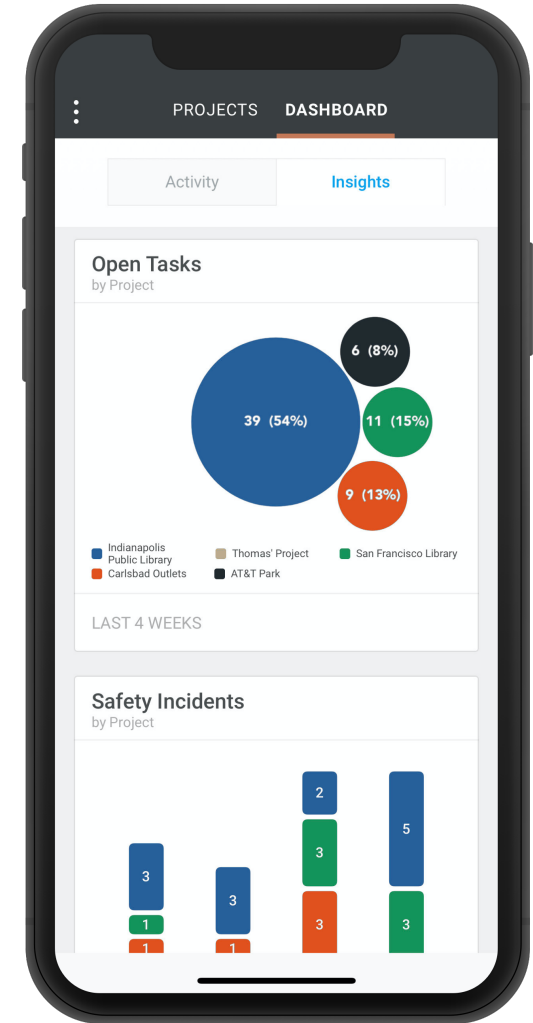 PROJECTS DASHBOARD
Activity Insights
Open Tasks
by Project
6 (8%)
39 (54%)
11 (15%)
9 (13%)
Indianapolis
Public Library
Thomas' Project
San Francisco Library
Carlsbad Outlets
AT&T Park
LAST 4 WEEKS
Safety Incidents
by Project
2
5
3
3
3
1
3
3
1
1